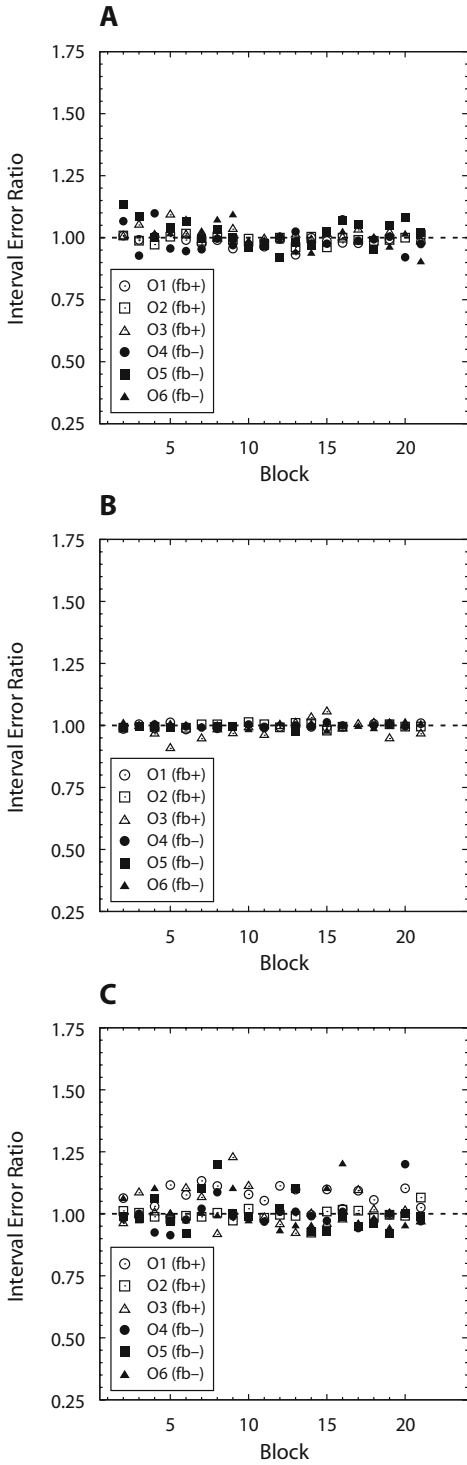 A
1.75
1.50
1.25
1.00
0.75
0.50
0.25
Interval Error Ratio
O1 (fb+)
O2 (fb+)
O3 (fb+)
O4 (fb–)
O5 (fb–)
O6 (fb–)
5 10 15 20
Block
B
1.75
1.50
1.25
1.00
0.75
0.50
0.25
Interval Error Ratio
O1 (fb+)
O2 (fb+)
O3 (fb+)
O4 (fb–)
O5 (fb–)
O6 (fb–)
5 10 15 20
Block
C
1.75
1.50
1.25
1.00
0.75
0.50
0.25
Interval Error Ratio
O1 (fb+)
O2 (fb+)
O3 (fb+)
O4 (fb–)
O5 (fb–)
O6 (fb–)
5 10 15 20
Block